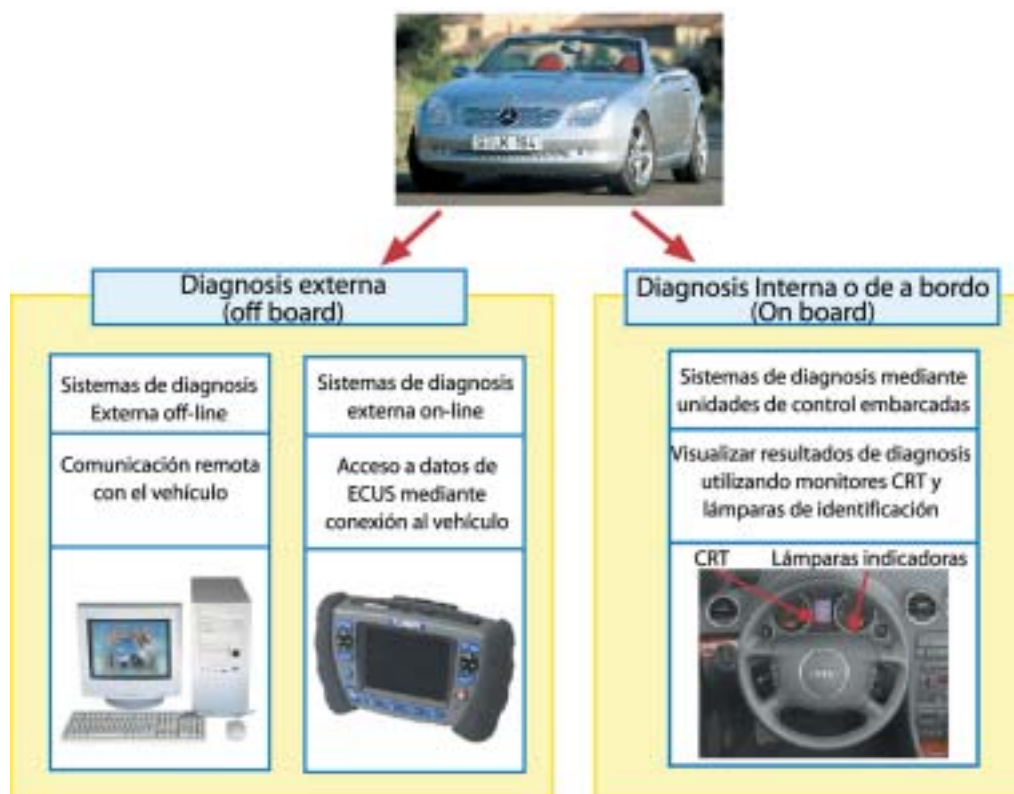 Diagnosis externa
(off board)
Sistemas de diagnosis
Externa off-line
Comunicación remota
con el vehículo
Sistemas de diagnosis
externa on-line
Acceso a datos de
ECUS mediante
conexión al vehículo
Diagnosis Interna o de a bordo
(On board)
Sistemas de diagnosis mediante
unidades de control embarcadas
Visualizar resultados de diagnosis
utilizando monitores CRT y
lámparas de identificación
CRT Lámparas indicadoras